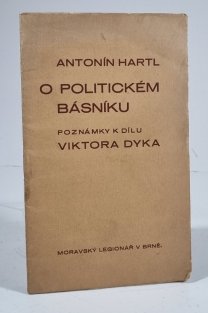 ANTONÍN HARTL
O POLITICKÉM
BÁSNÍKU
POZNÁMKY K DÍLU
VIKTORA DYKA
MORAVSKÝ LEGIONÁŘ V BRNĚ.